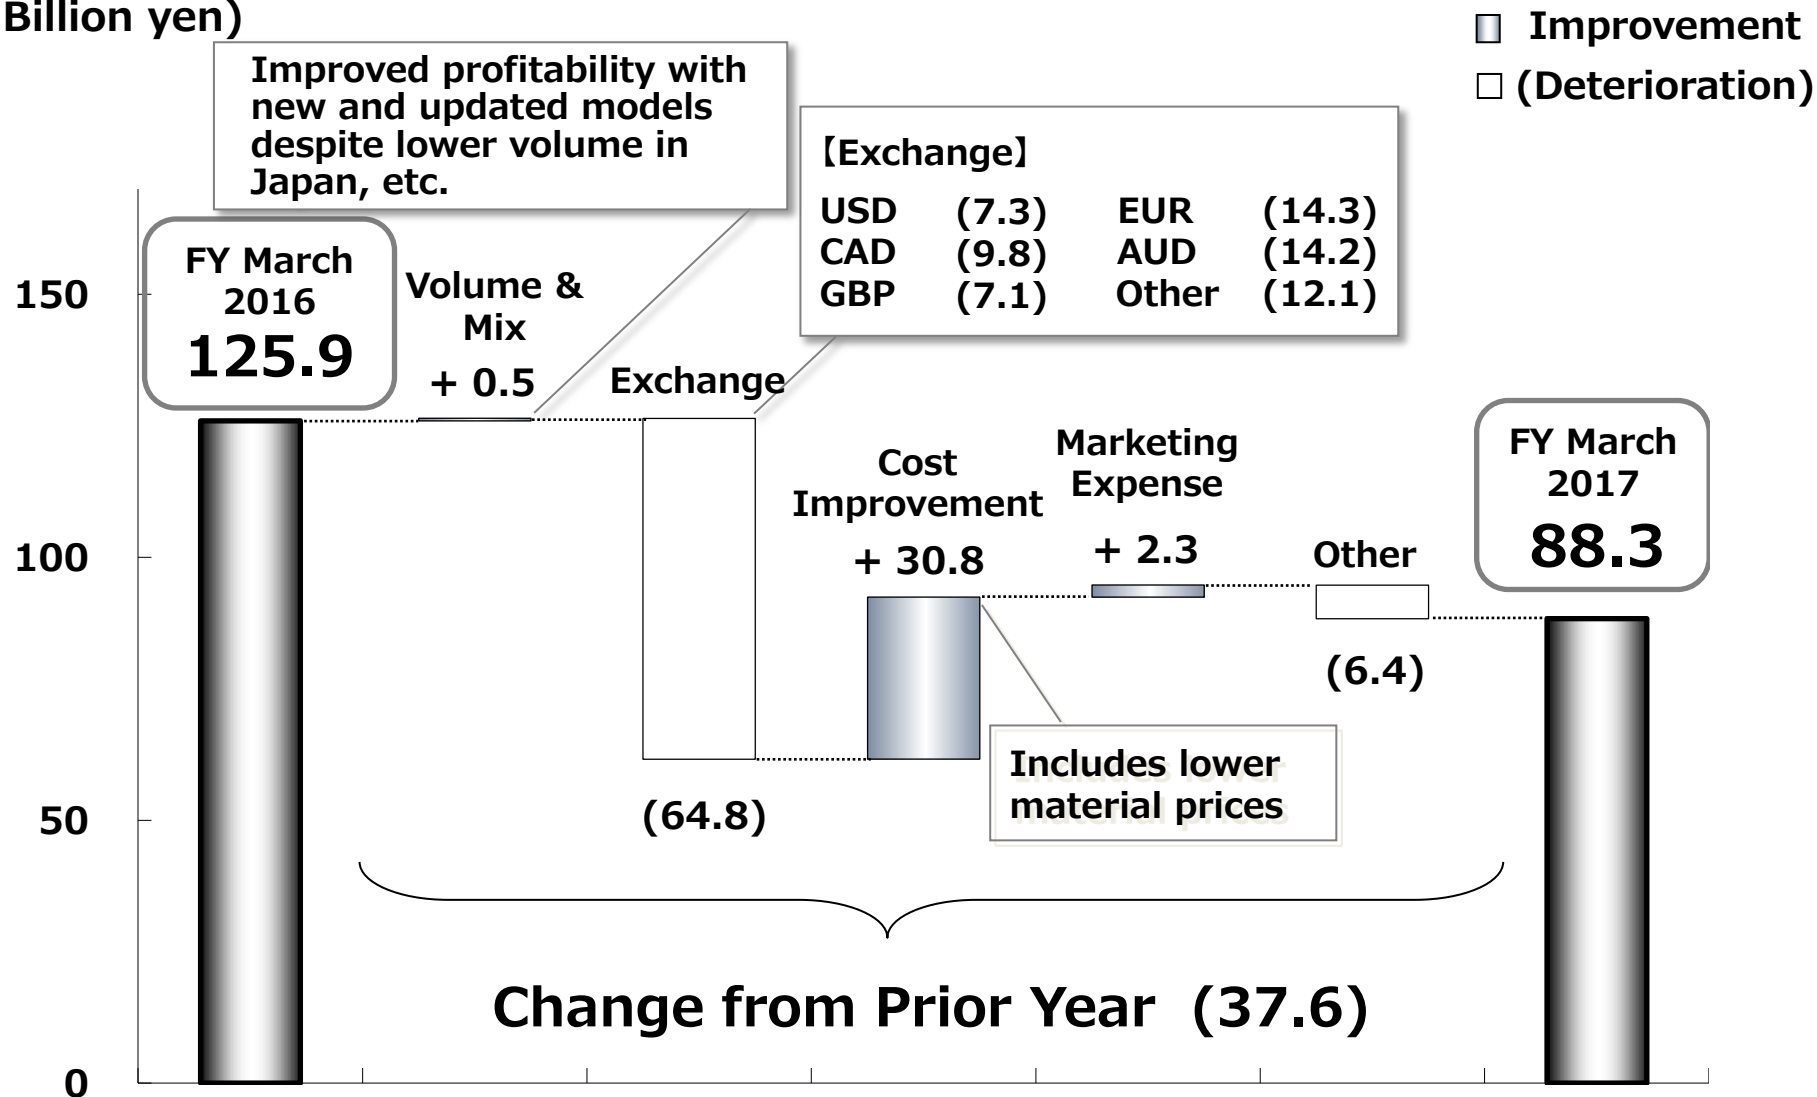 Billion yen)
Improvement
(Deterioration)
Improved profitability with
new and updated models
despite lower volume in
Japan, etc.
【Exchange】
USD (7.3) EUR (14.3)
CAD (9.8) AUD (14.2)
GBP (7.1) Other (12.1)
FY March
2016
125.9
Volume &
Mix
+ 0.5
Exchange
(64.8)
Cost
Improvement
+ 30.8
Includes lower
material prices
Marketing
Expense
+ 2.3
Other
(6.4)
FY March
2017
88.3
150
100
50
0
Change from Prior Year (37.6)